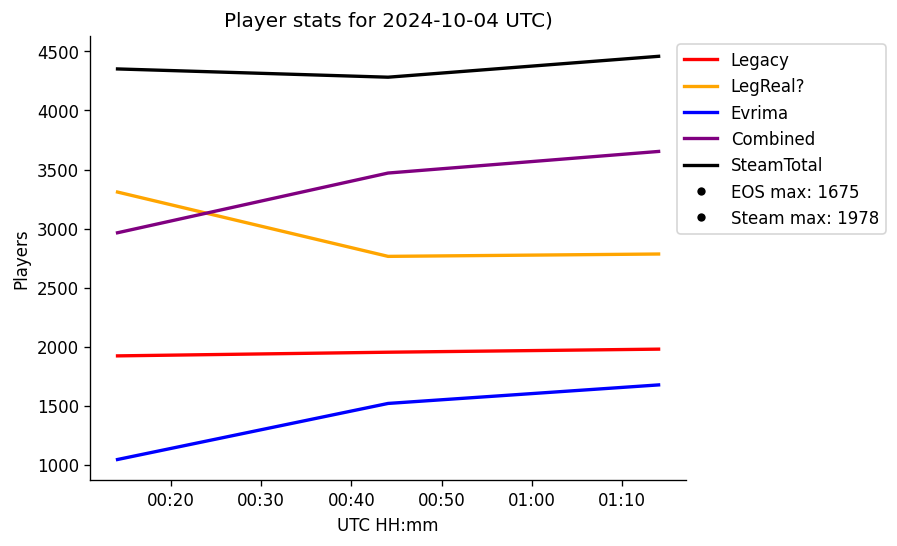 Player stats for 2024-10-04 UTC)
Players
4500
4000
3500
3000
2500
2000
1500
1000
00:20 00:30 00:40 00:50 01:00 01:10
UTC HH:mm
Legacy
LegReal?
Evrima
Combined
SteamTotal
EOS max: 1675
Steam max: 1978